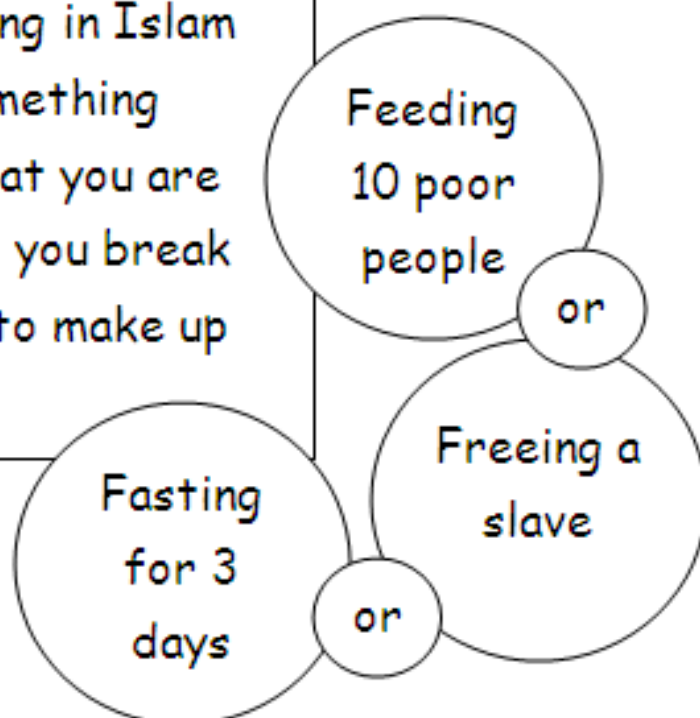 ng in Islam
mething
at you are
you break
to make up
Feeding
10 poor
people
or
Freeing a
slave
or
Fasting
for 3
days